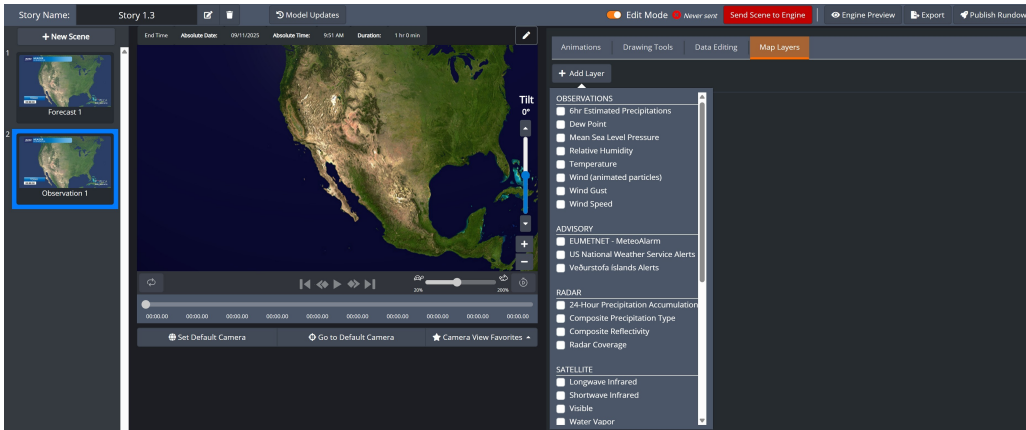 Story Name:
Story 1.3
Model Updates
Edit Mode
Never sent
Send Scene to Engine
Engine Preview
Export
Publish Rundow
+ New Scene
End Time Absolute Date: 09/11/2025 Absolute Time: 9:51 AM Duration: 1 hr 0 min
Animations
Drawing Tools
Data Editing
Map Layers
+ Add Layer
1
Forecast 1
2
Observation 1
Tilt
0°
+
−
20%
200%
00:00.00 00:00.00 00:00.00 00:00.00 00:00.00 00:00.00 00:00.00 00:00.00 00:00.00 00:00.00
Set Default Camera
Go to Default Camera
Camera View Favorites
OBSERVATIONS
6hr Estimated Precipitations
Dew Point
Mean Sea Level Pressure
Relative Humidity
Temperature
Wind (animated particles)
Wind Gust
Wind Speed
ADVISORY
EUMETNET - MeteoAlarm
US National Weather Service Alerts
Veðurstofa íslands Alerts
RADAR
24-Hour Precipitation Accumulation
Composite Precipitation Type
Composite Reflectivity
Radar Coverage
SATELLITE
Longwave Infrared
Shortwave Infrared
Visible
Water Vapor